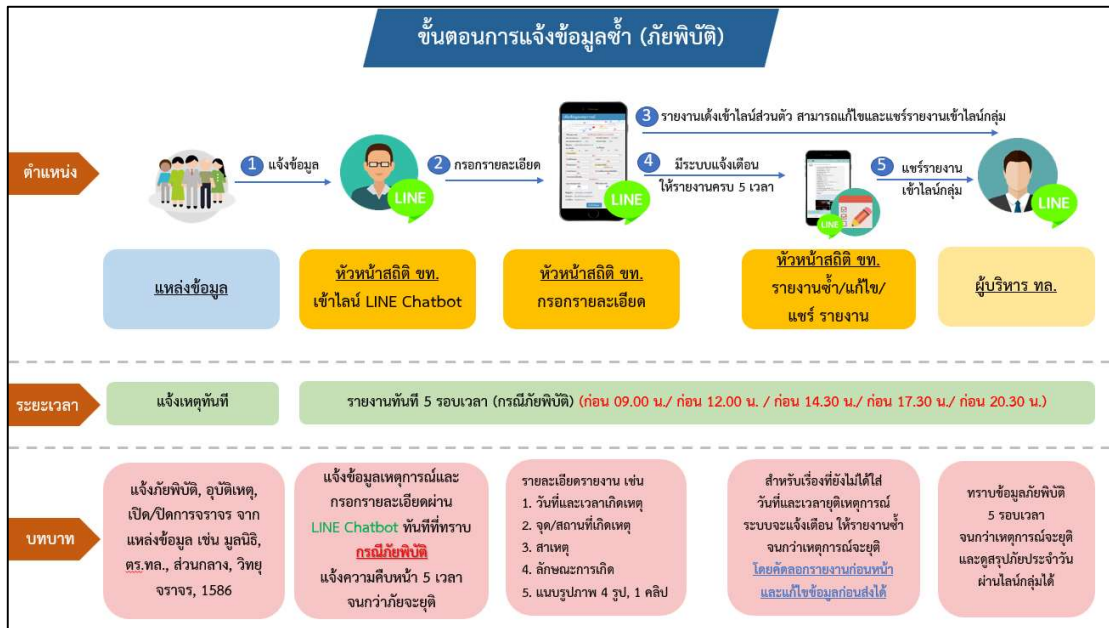 ขั้นตอนการแจ้งข้อมูลซ้ำ (ภัยพิบัติ)
ตำแหน่ง
1 แจ้งข้อมูล
LINE
2 กรอกรายละเอียด
LINE
3 รายงานเด้งเข้าไลน์ส่วนตัว สามารถแก้ไขและแชร์รายงานเข้าไลน์กลุ่ม
4 มีระบบแจ้งเตือน
ให้รายงานครบ 5 เวลา
LINE
5 แชร์รายงาน
เข้าไลน์กลุ่ม
LINE
แหล่งข้อมูล
หัวหน้าสถิติ ขท.
เข้าไลน์ LINE Chatbot
หัวหน้าสถิติ ขท.
กรอกรายละเอียด
หัวหน้าสถิติ ขท.
รายงานซ้ำ/แก้ไข/
แชร์ รายงาน
ผู้บริหาร ทล.
ระยะเวลา
แจ้งเหตุทันที
รายงานทันที 5 รอบเวลา (กรณีภัยพิบัติ) (ก่อน 09.00 น./ ก่อน 12.00 น. / ก่อน 14.30 น./ ก่อน 17.30 น./ ก่อน 20.30 น.)
บทบาท
แจ้งภัยพิบัติ, อุบัติเหตุ,
เปิด/ปิดการจราจร จาก
แหล่งข้อมูล เช่น มูลนิธิ,
ตร.ทล., ส่วนกลาง, วิทยุ
จราจร, 1586
แจ้งข้อมูลเหตุการณ์และ
กรอกรายละเอียดผ่าน
LINE Chatbot ทันทีที่ทราบ
กรณีภัยพิบัติ
แจ้งความคืบหน้า 5 เวลา
จนกว่าภัยจะยุติ
รายละเอียดรายงาน เช่น
1. วันที่และเวลาเกิดเหตุ
2. จุด/สถานที่เกิดเหตุ
3. สาเหตุ
4. ลักษณะการเกิด
5. แนบรูปภาพ 4 รูป, 1 คลิป
สำหรับเรื่องที่ยังไม่ได้ใส่
วันที่และเวลายุติเหตุการณ์
ระบบจะแจ้งเตือน ให้รายงานซ้ำ
จนกว่าเหตุการณ์จะยุติ
โดยคัดลอกรายงานก่อนหน้า
และแก้ไขข้อมูลก่อนส่งได้
ทราบข้อมูลภัยพิบัติ
5 รอบเวลา
จนกว่าเหตุการณ์จะยุติ
และดูสรุปภัยประจำวัน
ผ่านไลน์กลุ่มได้